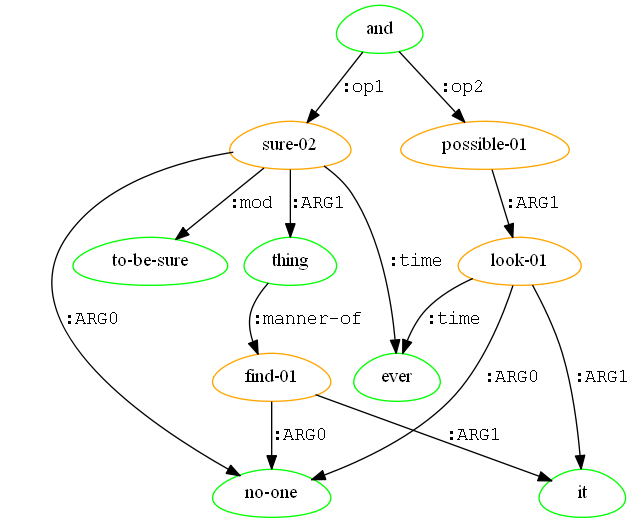 and
:op1
:op2
sure-02
possible-01
:mod
:ARG1
:ARG1
to-be-sure
thing
look-01
:time
:ARG0
:manner-of
:time
find-01
ever
:ARG0
:ARG1
:ARG0
:ARG1
no-one
it